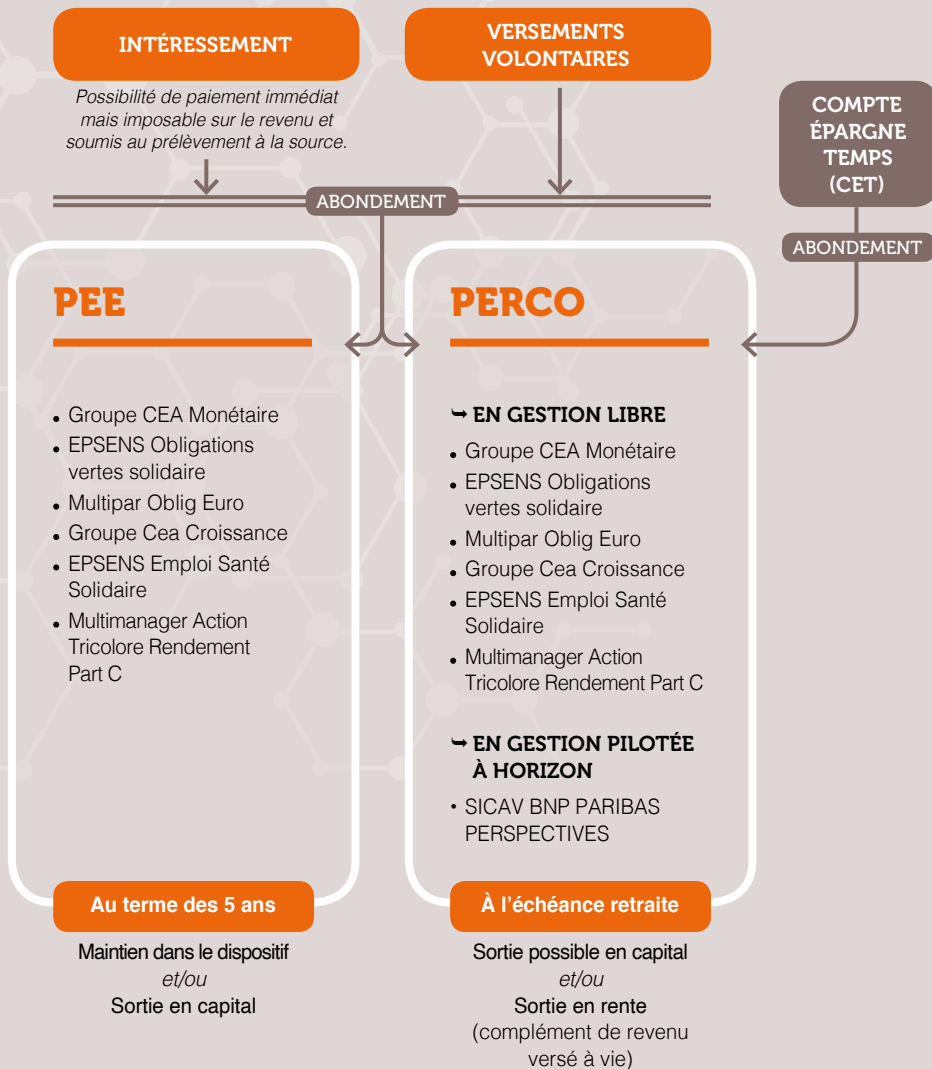 INTÉRESSEMENT
Possibilité de paiement immédiat
mais imposable sur le revenu et
soumis au prélèvement à la source.
VERSEMENTS
VOLONTAIRES
COMPTE
ÉPARGNE
TEMPS
(CET)
ABONDEMENT
ABONDEMENT
PEE
• Groupe CEA Monétaire
• EPSENS Obligations
vertes solidaire
• Multipar Oblig Euro
• Groupe Cea Croissance
• EPSENS Emploi Santé
Solidaire
• Multimanager Action
Tricolore Rendement
Part C
Au terme des 5 ans
Maintien dans le dispositif
et/ou
Sortie en capital
PERCO
➥ EN GESTION LIBRE
• Groupe CEA Monétaire
• EPSENS Obligations
vertes solidaire
• Multipar Oblig Euro
• Groupe Cea Croissance
• EPSENS Emploi Santé
Solidaire
• Multimanager Action
Tricolore Rendement Part C
➥ EN GESTION PILOTÉE
À HORIZON
• SICAV BNP PARIBAS
PERSPECTIVES
À l’échéance retraite
Sortie possible en capital
et/ou
Sortie en rente
(complément de revenu
versé à vie)